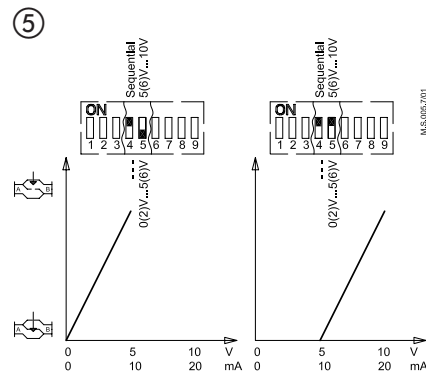 5
Sequential
5(6)V...10V
Sequential
5(6)V...10V
M.S.005.7/01
ON
1 2 3 4 5 6 7 8 9
ON
1 2 3 4 5 6 7 8 9
0(2)V...5(6)V
0(2)V...5(6)V
A B
A B
0 5 10 V
0 10 20 mA
0 5 10 V
0 10 20 mA